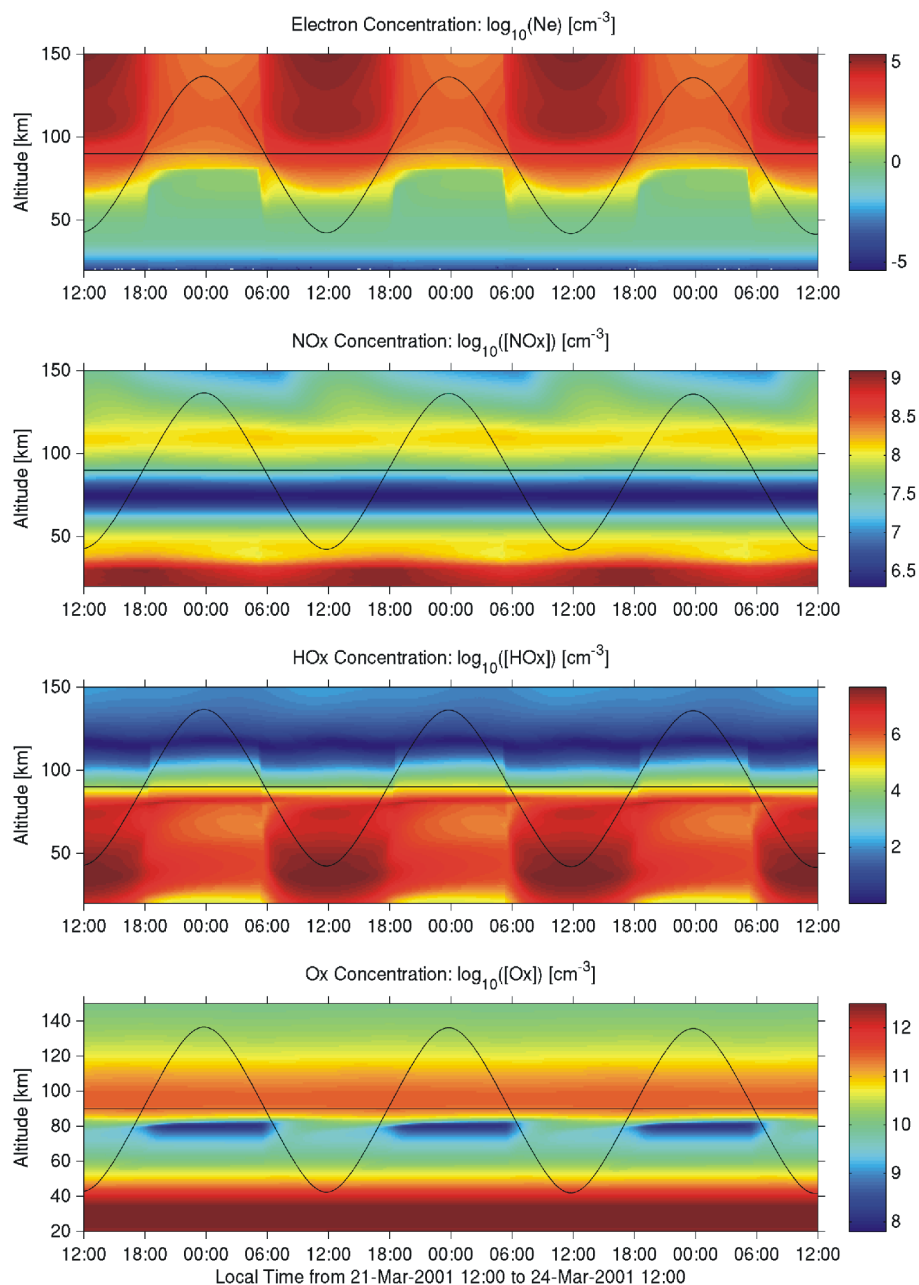 Electron Concentration: log10(Ne) [cm-3]
150
100
50
Altitude [km]
0
-5
12:00 18:00 00:00 06:00 12:00 18:00 00:00 06:00 12:00 18:00 00:00 06:00 12:00
NOx Concentration: log10([NOx]) [cm-3]
150
100
50
Altitude [km]
9
8.5
8
7.5
7
6.5
12:00 18:00 00:00 06:00 12:00 18:00 00:00 06:00 12:00 18:00 00:00 06:00 12:00
HOx Concentration: log10([HOx]) [cm-3]
150
100
50
Altitude [km]
6
4
2
12:00 18:00 00:00 06:00 12:00 18:00 00:00 06:00 12:00 18:00 00:00 06:00 12:00
Ox Concentration: log10([Ox]) [cm-3]
140
120
100
80
60
40
20
Altitude [km]
12
11
10
9
8
12:00 18:00 00:00 06:00 12:00 18:00 00:00 06:00 12:00 18:00 00:00 06:00 12:00
Local Time from 21-Mar-2001 12:00 to 24-Mar-2001 12:00